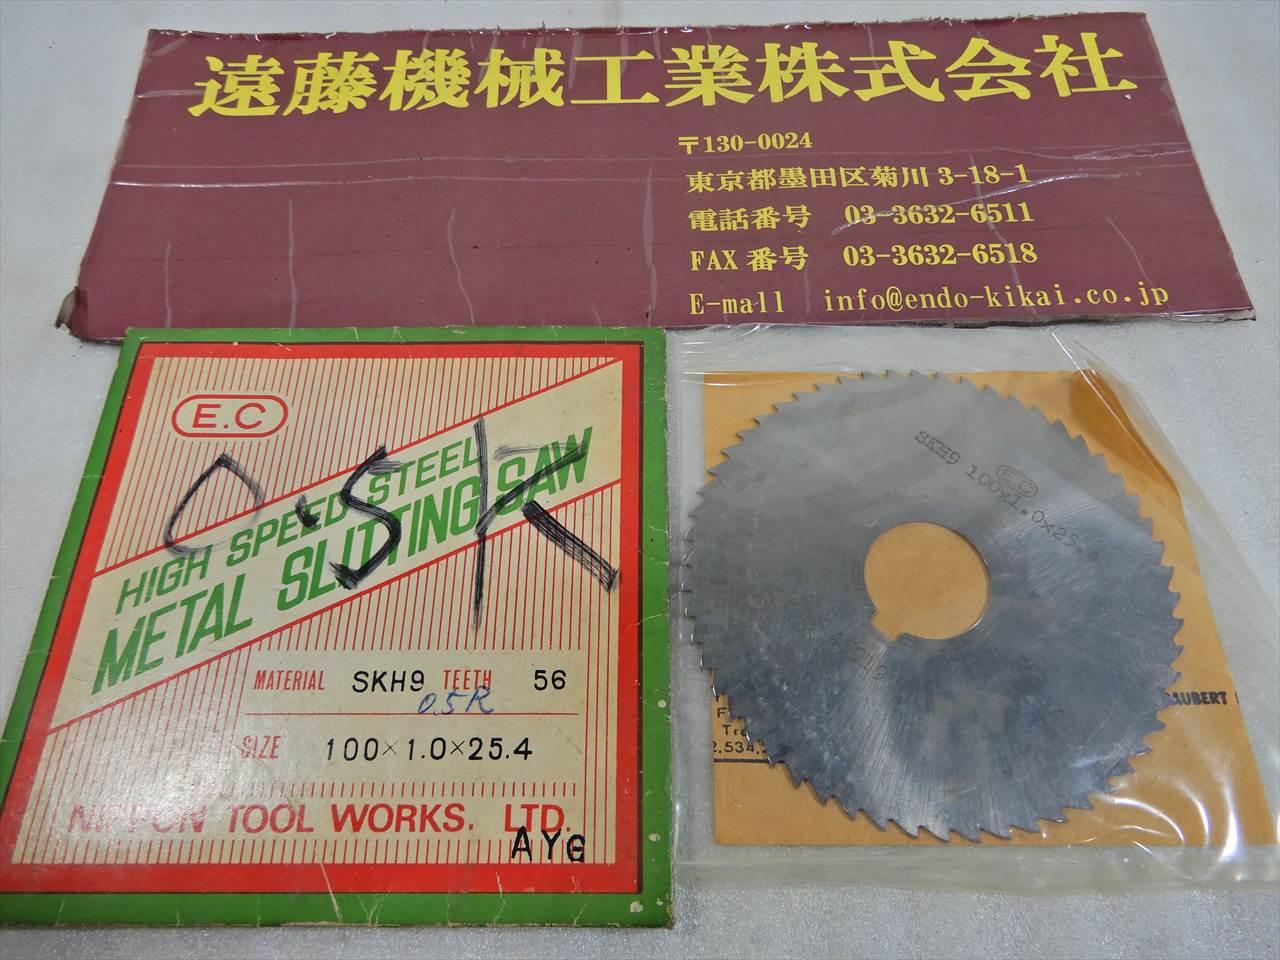 遠藤機械工業株式会社
〒130-0024
東京都墨田区菊川 3-18-1
電話番号 03-3632-6511
FAX 番号 03-3632-6518
E-mall info@endo-kikai.co.jp
E.C
HIGH SPEED STEEL
METAL SLITTING SAW
MATERIAL SKH9 TEETH 56
0.5R
SIZE 100×1.0×25.4
NIPPON TOOL WORKS. LTD.
AYG
E.C
SKH9 100×1.0×25.
AUBERT